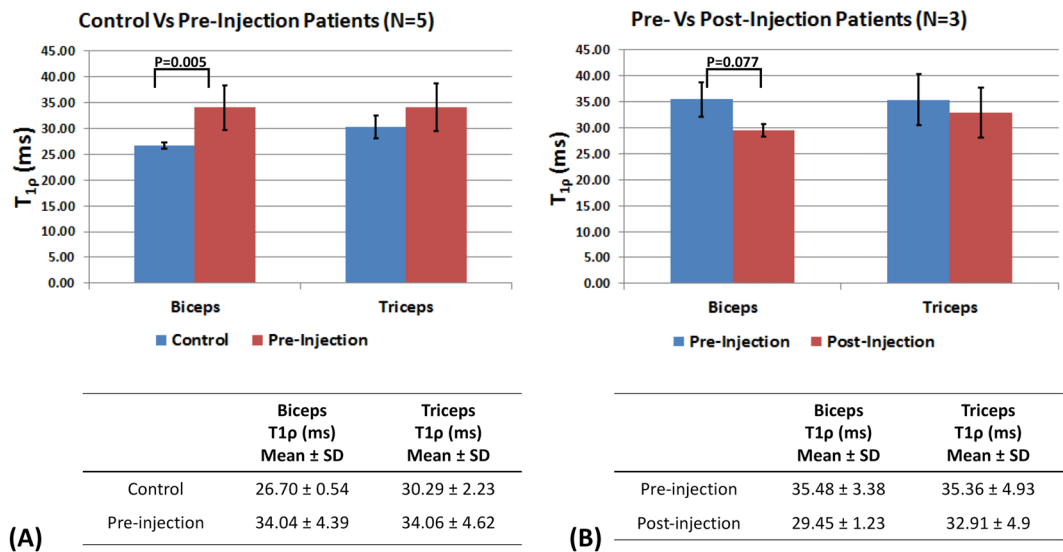 Control Vs Pre-Injection Patients (N=5)
45.00
40.00
35.00
30.00
25.00
20.00
15.00
10.00
5.00
0.00
T1ρ (ms)
P=0.005
Biceps
Triceps
Control
Pre-Injection
Biceps
Triceps
T1ρ (ms)
T1ρ (ms)
Mean ± SD
Mean ± SD
Control
26.70 ± 0.54
30.29 ± 2.23
Pre-injection
34.04 ± 4.39
34.06 ± 4.62
(A)
Pre- Vs Post-Injection Patients (N=3)
45.00
40.00
35.00
30.00
25.00
20.00
15.00
10.00
5.00
0.00
T1ρ (ms)
P=0.077
Biceps
Triceps
Pre-Injection
Post-Injection
Biceps
Triceps
T1ρ (ms)
T1ρ (ms)
Mean ± SD
Mean ± SD
Pre-injection
35.48 ± 3.38
35.36 ± 4.93
Post-injection
29.45 ± 1.23
32.91 ± 4.9
(B)